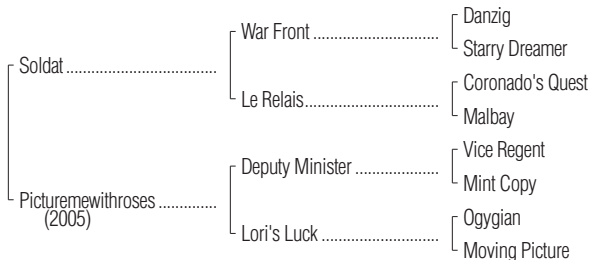 Danzig
War Front ..............................
Starry Dreamer
Soldat...................................
Coronado's Quest
Le Relais...............................
Malbay
Vice Regent
Deputy Minister ....................
Mint Copy
Picturemewithroses ..............
(2005)
Ogygian
Lori's Luck ............................
Moving Picture